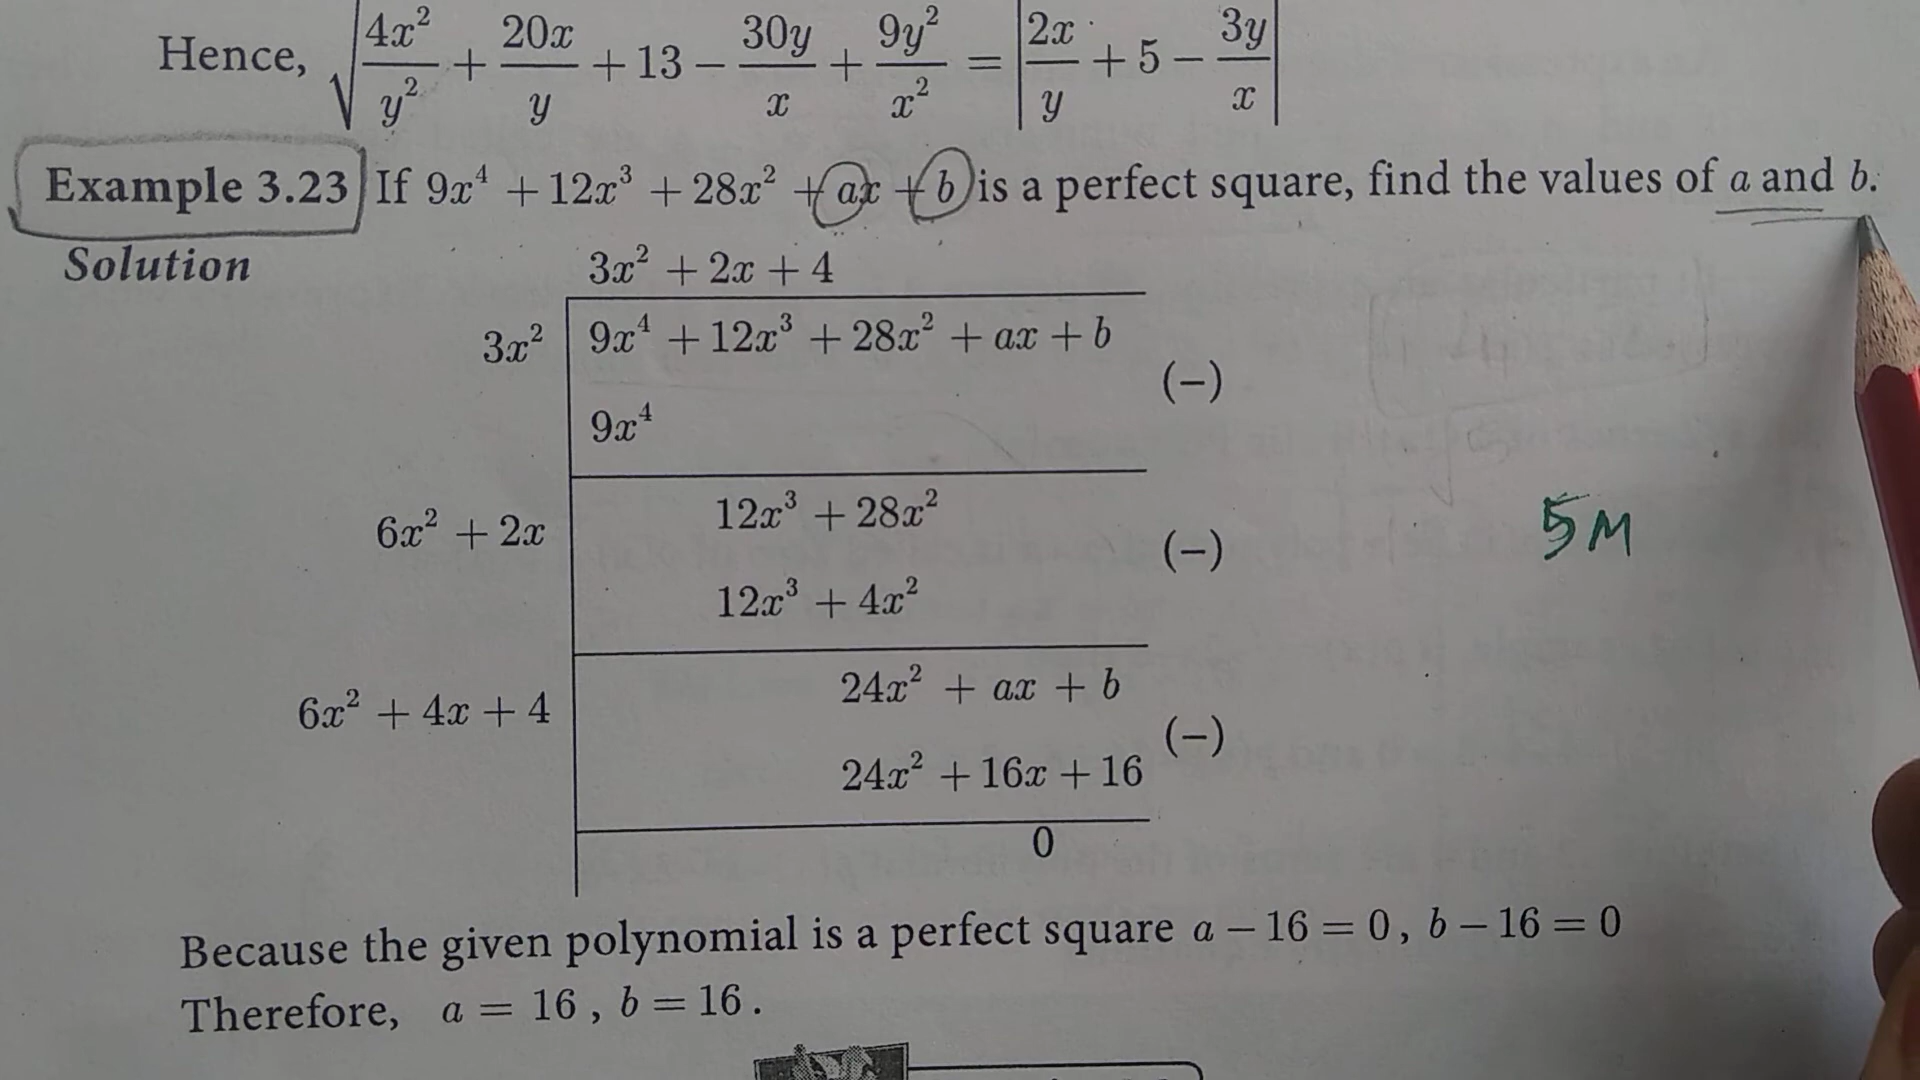 Hence, √(4x²/y² + 20x/y + 13 − 30y/x + 9y²/x²) = |2x/y + 5 − 3y/x|
Example 3.23 If 9x⁴ + 12x³ + 28x² + ax + b is a perfect square, find the values of a and b.
Solution
3x² + 2x + 4
3x² 9x⁴ + 12x³ + 28x² + ax + b
(−)
9x⁴
6x² + 2x 12x³ + 28x²
(−)
12x³ + 4x²
5M
6x² + 4x + 4 24x² + ax + b
(−)
24x² + 16x + 16
0
Because the given polynomial is a perfect square a − 16 = 0, b − 16 = 0
Therefore, a = 16, b = 16.